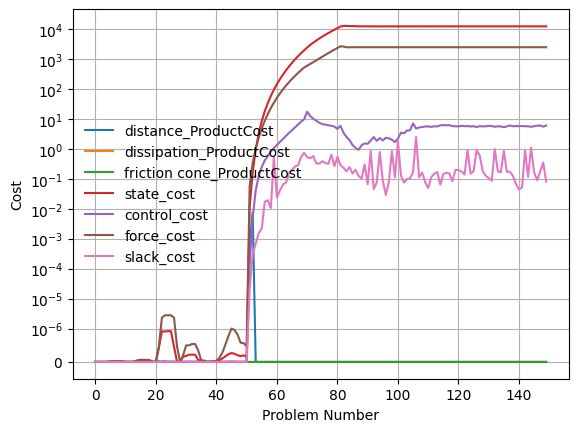 10⁴
10³
10²
10¹
10⁰
10⁻¹
10⁻²
10⁻³
10⁻⁴
10⁻⁵
10⁻⁶
0
Cost
distance_ProductCost
dissipation_ProductCost
friction cone_ProductCost
state_cost
control_cost
force_cost
slack_cost
0 20 40 60 80 100 120 140
Problem Number